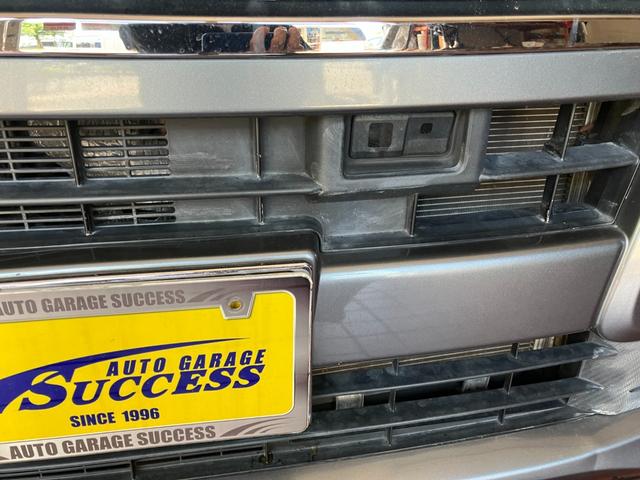 AUTO GARAGE SUCCESS
AUTO GARAGE
SUCCESS
SINCE 1996
AUTO GARAGE SUCCESS